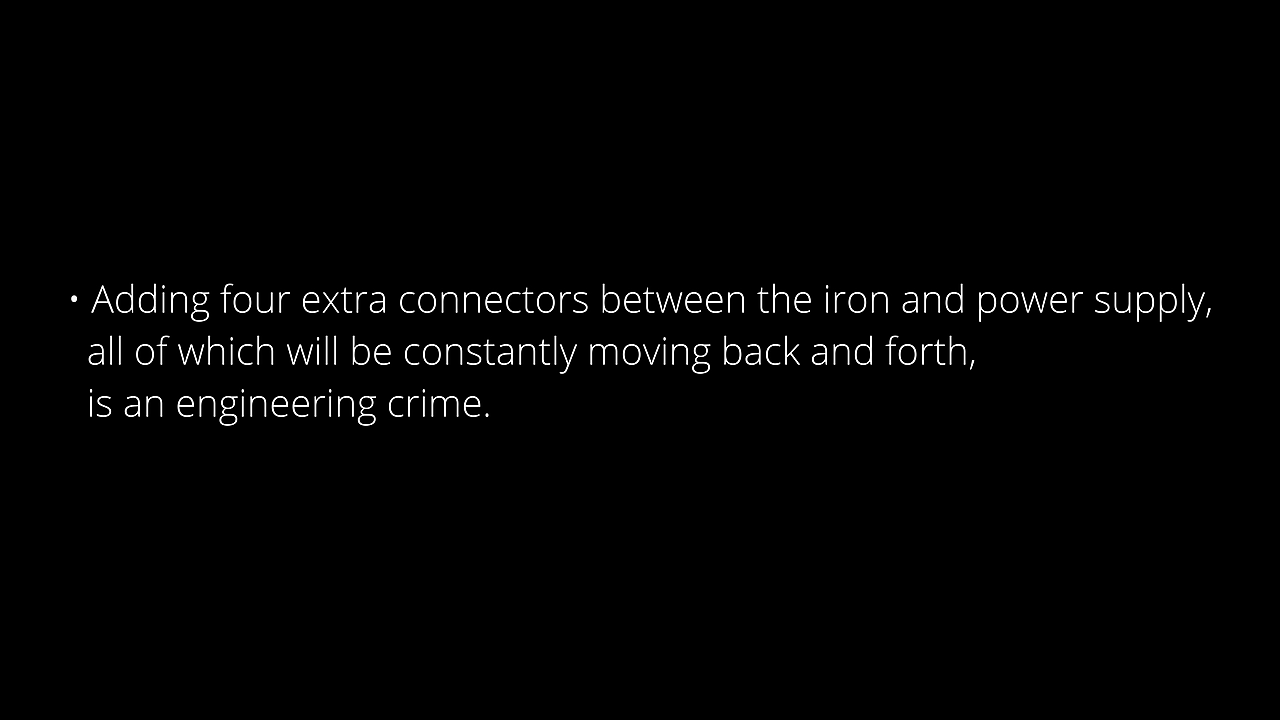 • Adding four extra connectors between the iron and power supply,
all of which will be constantly moving back and forth,
is an engineering crime.